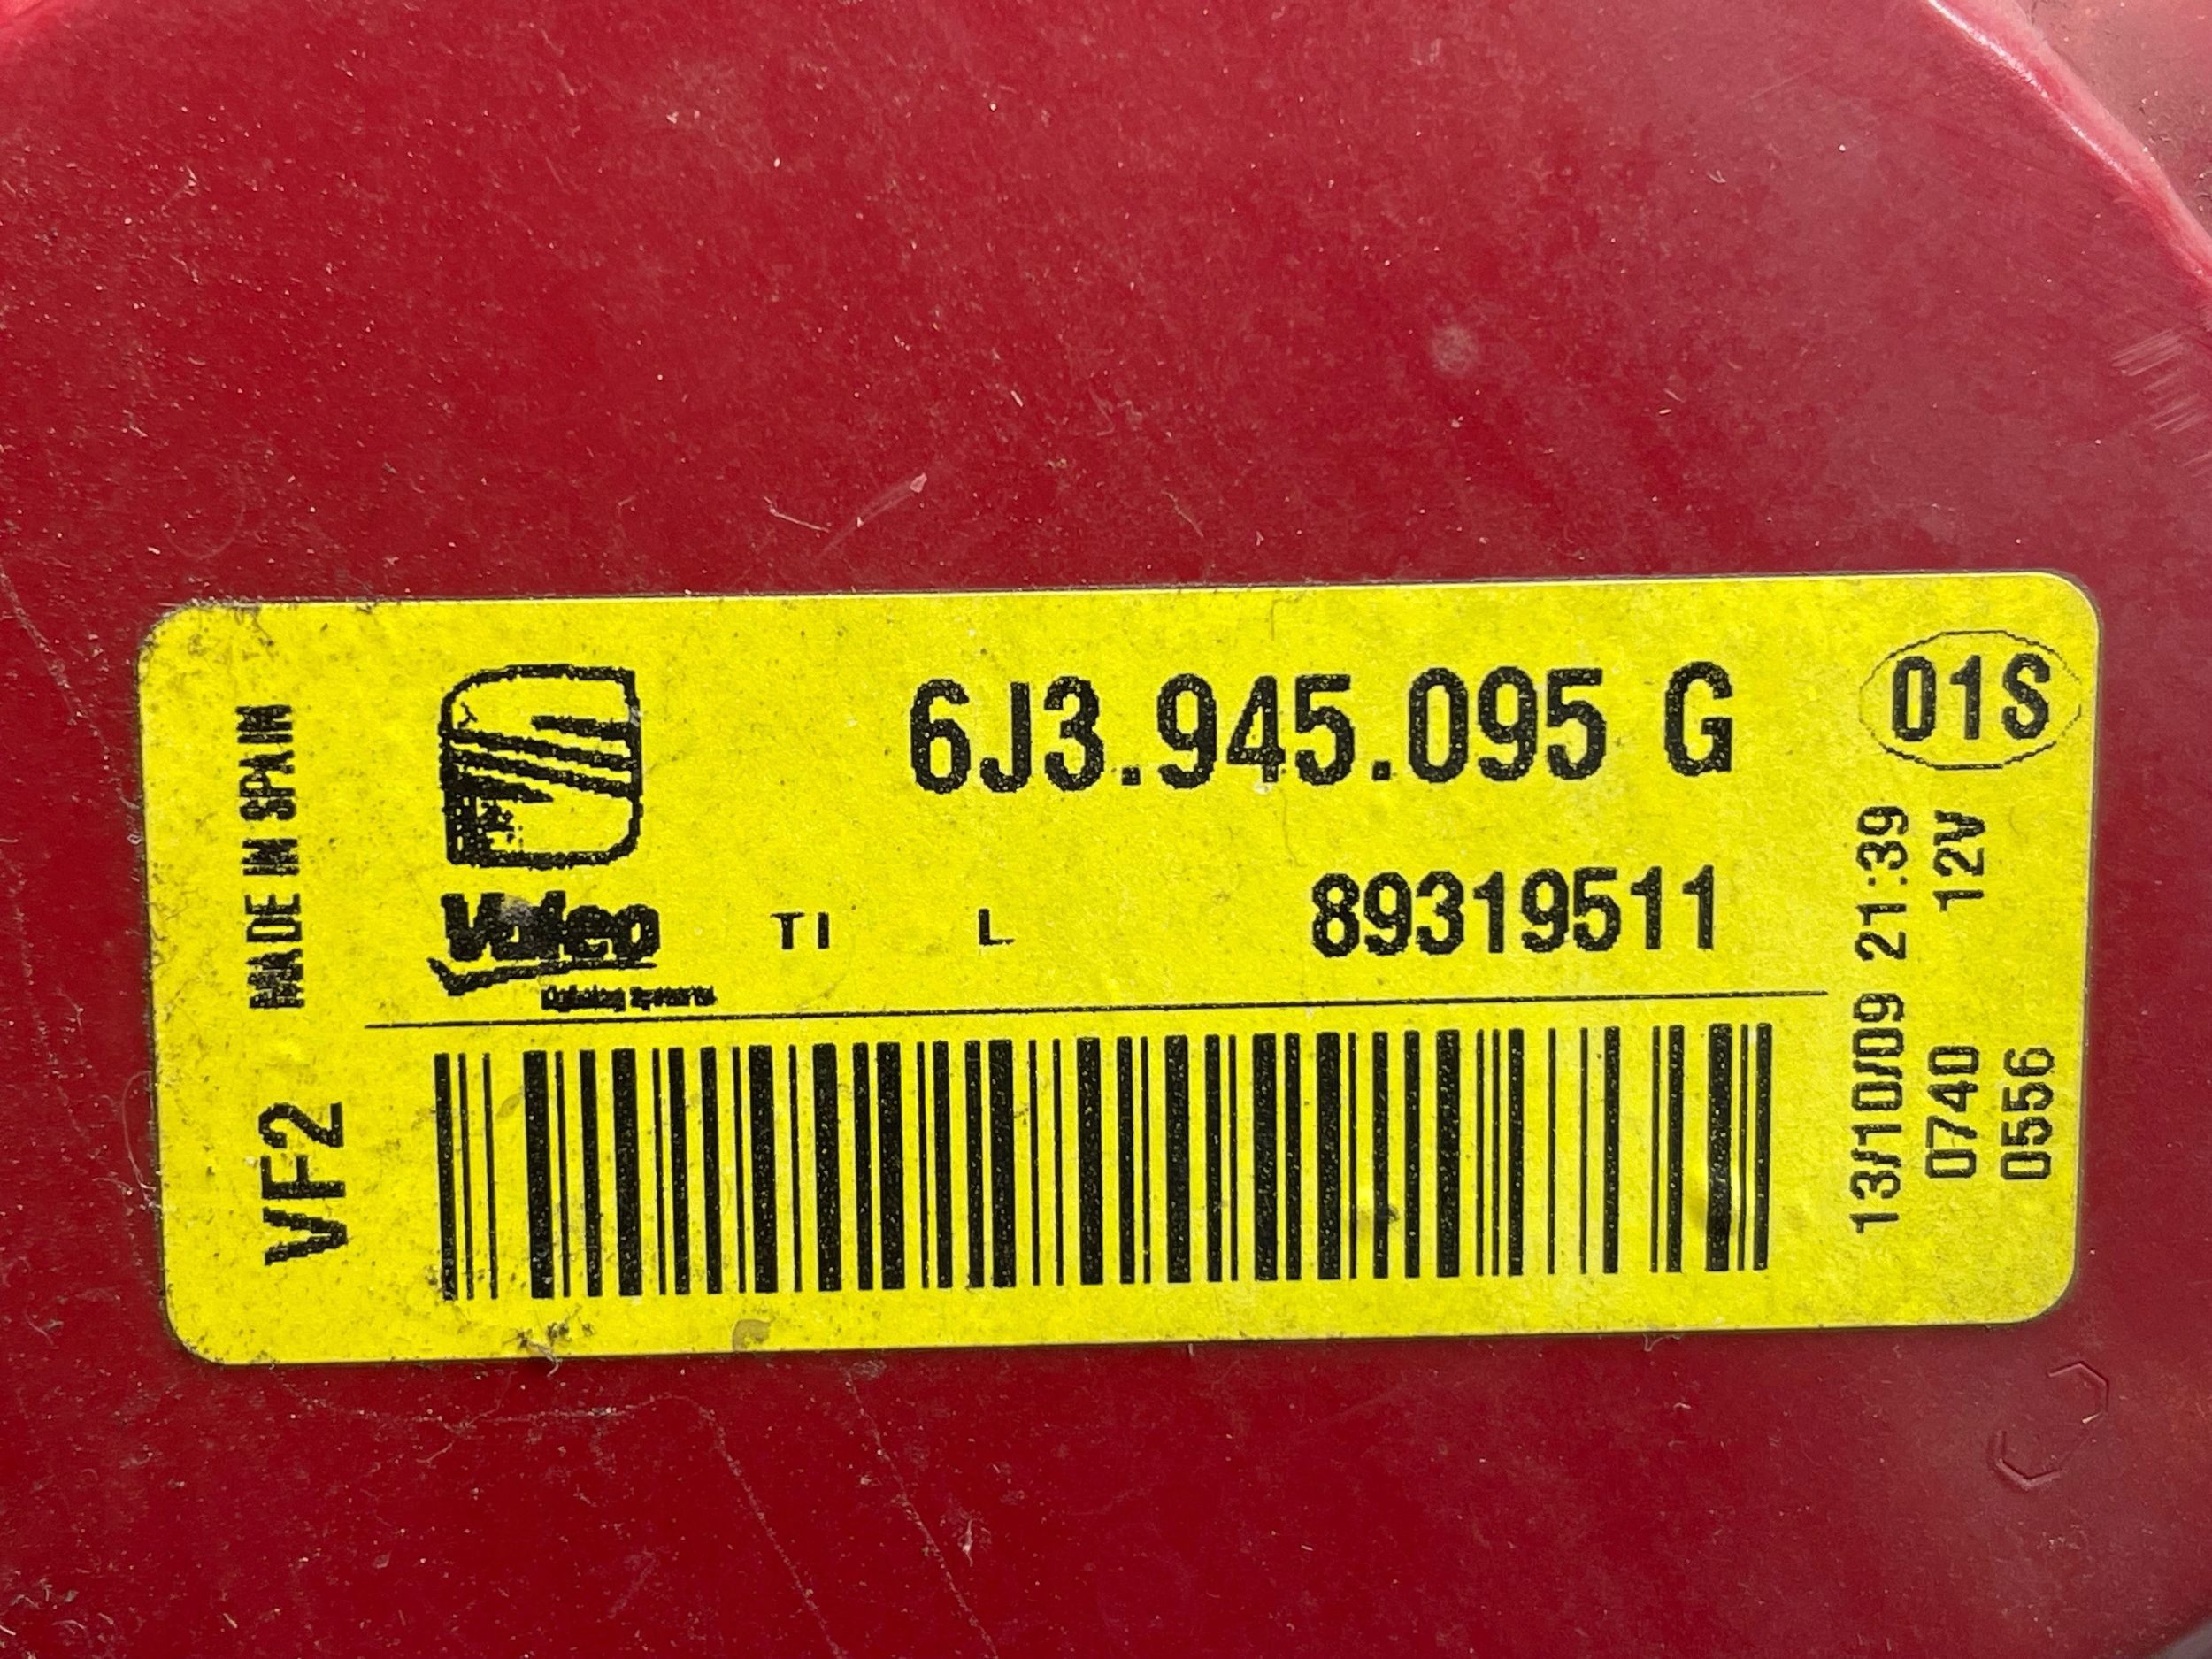 6J3.945.095 G
01S
MADE IN SPAIN
Valeo
TI L 89319511
VF2
13/10/09 21:39
0740 12V
0556